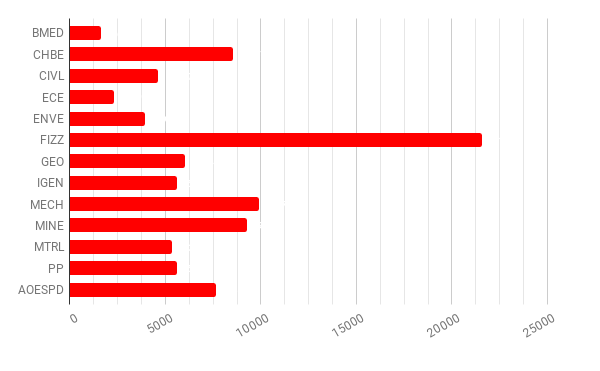 BMED
CHBE
CIVL
ECE
ENVE
FIZZ
GEO
IGEN
MECH
MINE
MTRL
PP
AOESPD
0
5000
10000
15000
20000
25000